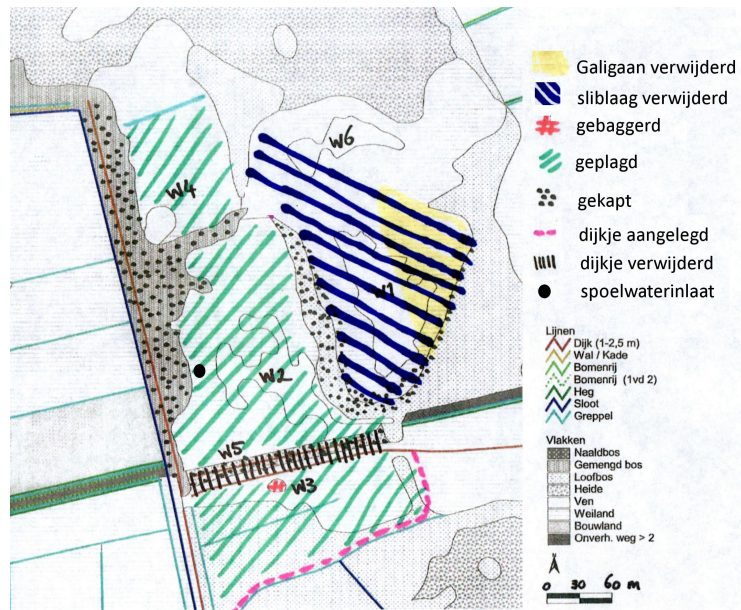 W6
W4
W1
W2
W5
W3
Galigaan verwijderd
sliblaag verwijderd
gebaggerd
geplagd
gekapt
dijkje aangelegd
dijkje verwijderd
spoelwaterinlaat
Lijnen
Dijk (1-2,5 m)
Wal / Kade
Bomenrij
Bomenrij (1vd 2)
Heg
Sloot
Greppel
Vlakken
Naaldbos
Gemengd bos
Loofbos
Heide
Ven
Weiland
Bouwland
Onverh. weg > 2
0 30 60 m